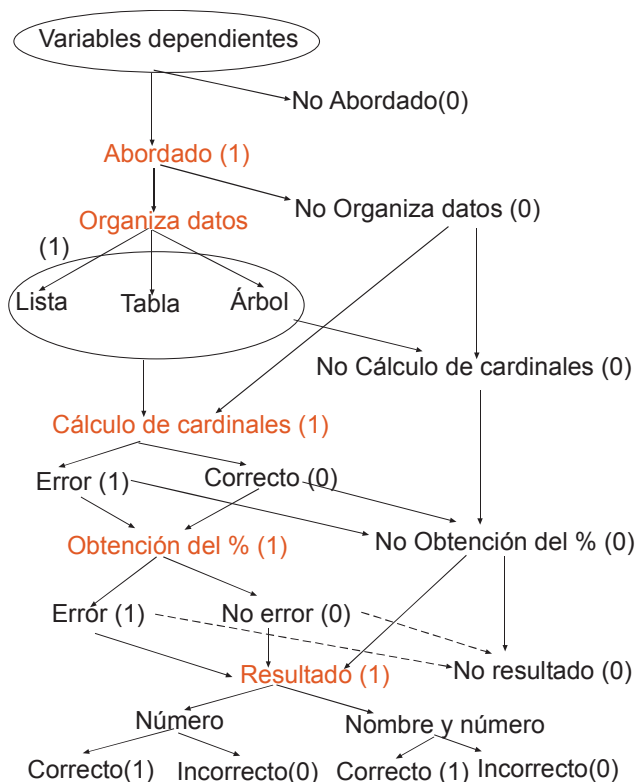 Variables dependientes
No Abordado(0)
Abordado (1)
Organiza datos
No Organiza datos (0)
(1)
Lista
Tabla
Árbol
No Cálculo de cardinales (0)
Cálculo de cardinales (1)
Error (1)
Correcto (0)
Obtención del % (1)
No Obtención del % (0)
Error (1)
No error (0)
Resultado (1)
No resultado (0)
Número
Nombre y número
Correcto(1)
Incorrecto(0)
Correcto (1)
Incorrecto(0)